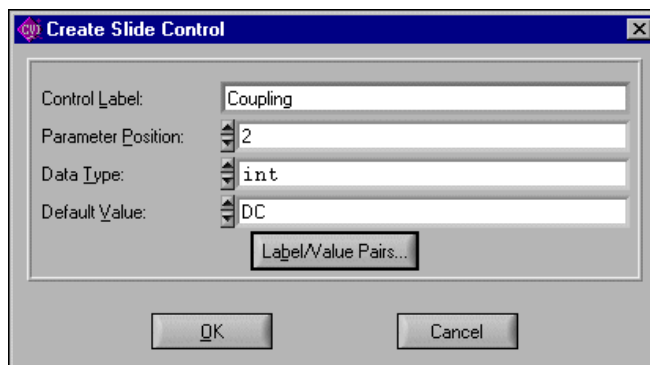 CVI Create Slide Control
Control Label: Coupling
Parameter Position: 2
Data Type: int
Default Value: DC
Label/Value Pairs...
OK Cancel